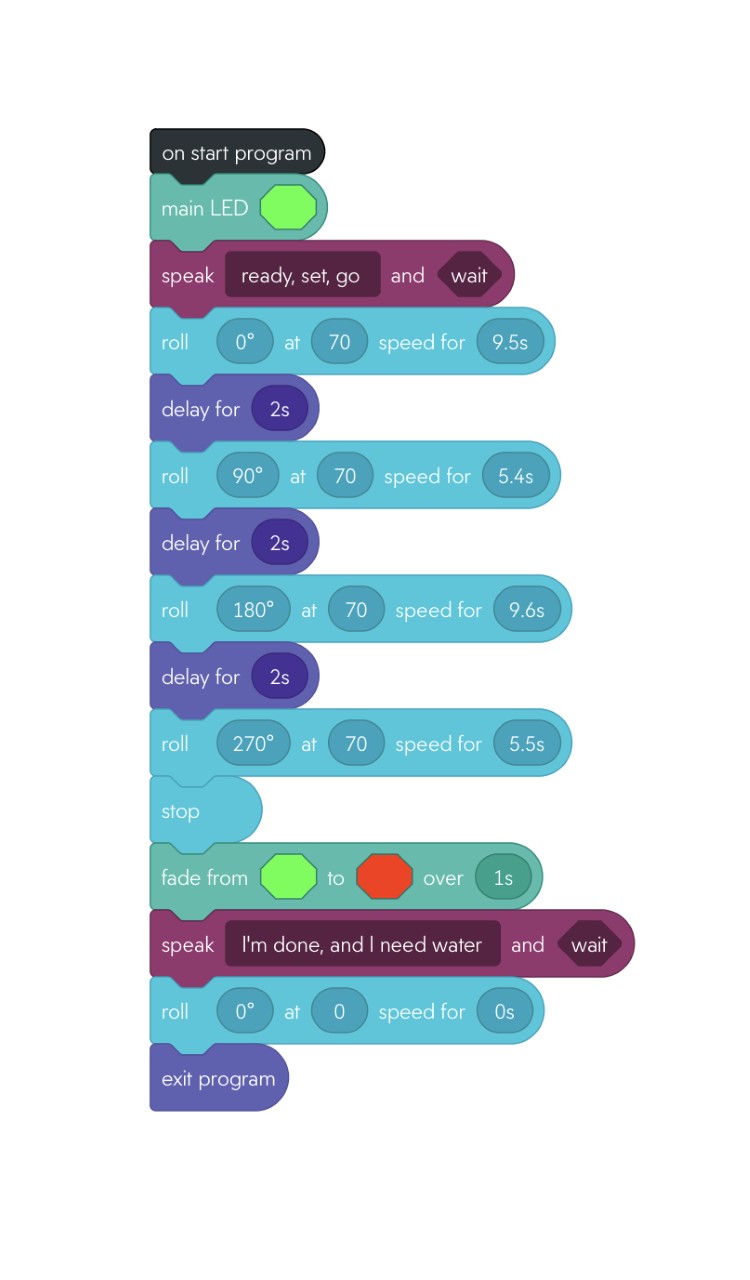 on start program
main LED
speak ready, set, go and wait
roll 0° at 70 speed for 9.5s
delay for 2s
roll 90° at 70 speed for 5.4s
delay for 2s
roll 180° at 70 speed for 9.6s
delay for 2s
roll 270° at 70 speed for 5.5s
stop
fade from to over 1s
speak I'm done, and I need water and wait
roll 0° at 0 speed for 0s
exit program